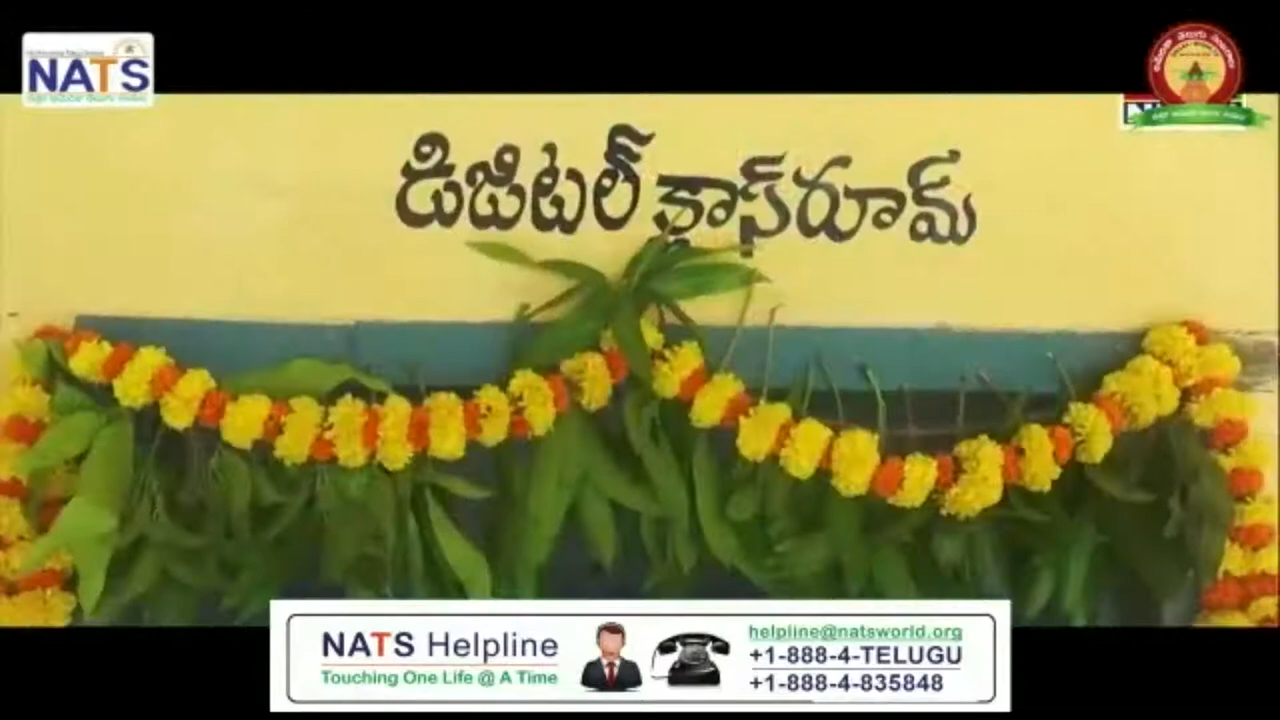 NATS
డిజిటల్ క్లాస్‌రూమ్
NATS Helpline
Touching One Life @ A Time
helpline@natsworld.org
+1-888-4-TELUGU
+1-888-4-835848